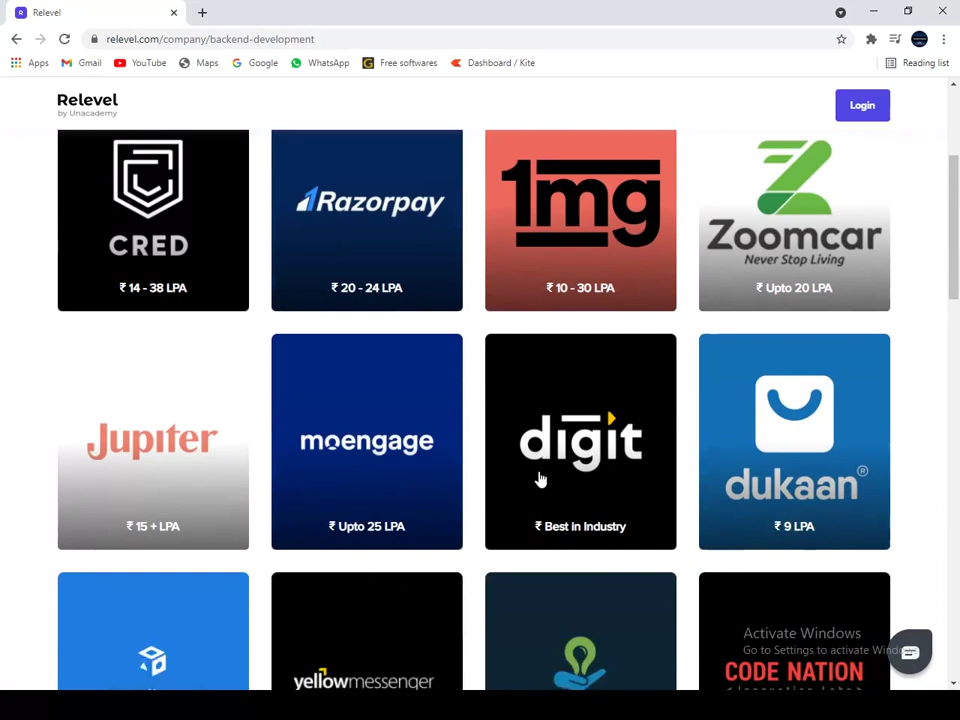 Relevel
relevel.com/company/backend-development
Apps
Gmail
YouTube
Maps
Google
WhatsApp
Free softwares
Dashboard / Kite
Reading list
Relevel
by Unacademy
Login
CRED
₹ 14 - 38 LPA
Razorpay
₹ 20 - 24 LPA
1mg
₹ 10 - 30 LPA
Zoomcar
Never Stop Living
₹ Upto 20 LPA
Jupiter
₹ 15 + LPA
moengage
₹ Upto 25 LPA
digit
₹ Best in Industry
dukaan®
₹ 9 LPA
yellowmessenger
CODE NATION
Activate Windows
Go to Settings to activate Windo